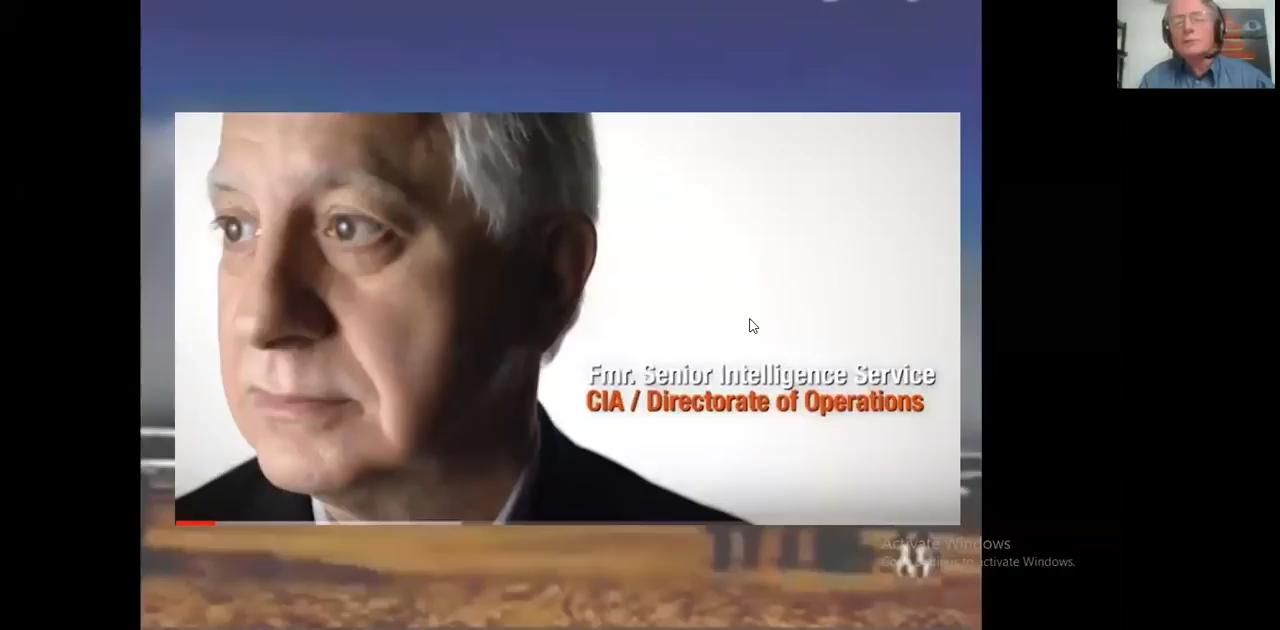 Fmr. Senior Intelligence Service
CIA / Directorate of Operations
Activate Windows